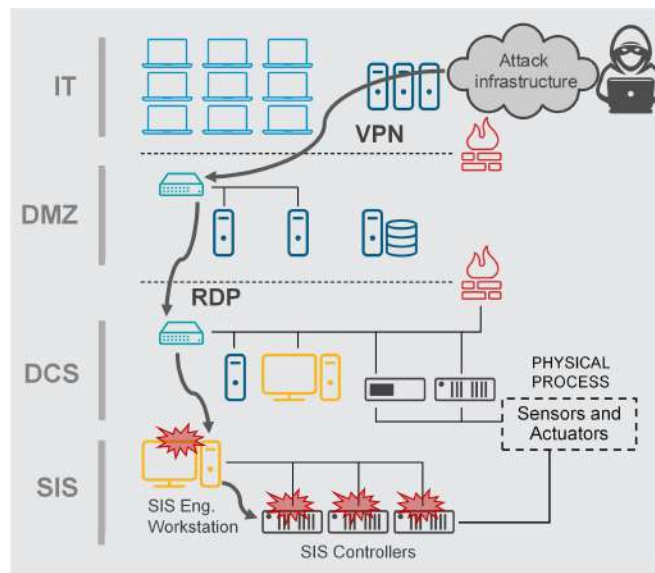 Attack
infrastructure
IT
VPN
DMZ
RDP
DCS
PHYSICAL
PROCESS
Sensors and
Actuators
SIS
SIS Eng.
Workstation
SIS Controllers